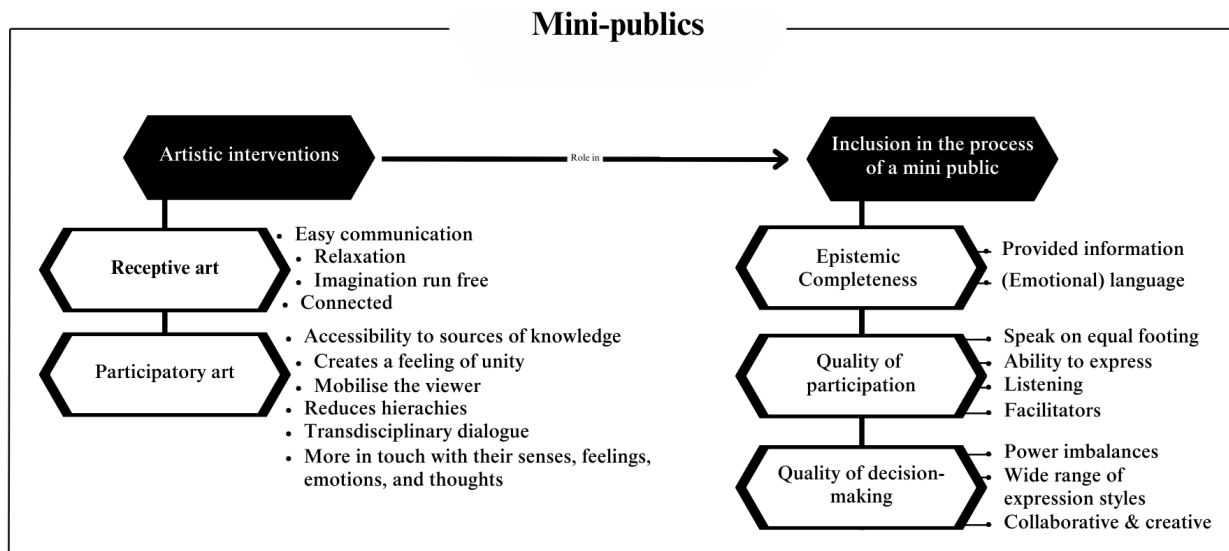 Mini-publics
Artistic interventions
Role in
Inclusion in the process
of a mini public
Receptive art
Easy communication
Relaxation
Imagination run free
Connected
Participatory art
Accessibility to sources of knowledge
Creates a feeling of unity
Mobilise the viewer
Reduces hierachies
Transdisciplinary dialogue
More in touch with their senses, feelings,
emotions, and thoughts
Epistemic
Completeness
Provided information
(Emotional) language
Quality of
participation
Speak on equal footing
Ability to express
Listening
Facilitators
Quality of decision-
making
Power imbalances
Wide range of
expression styles
Collaborative & creative